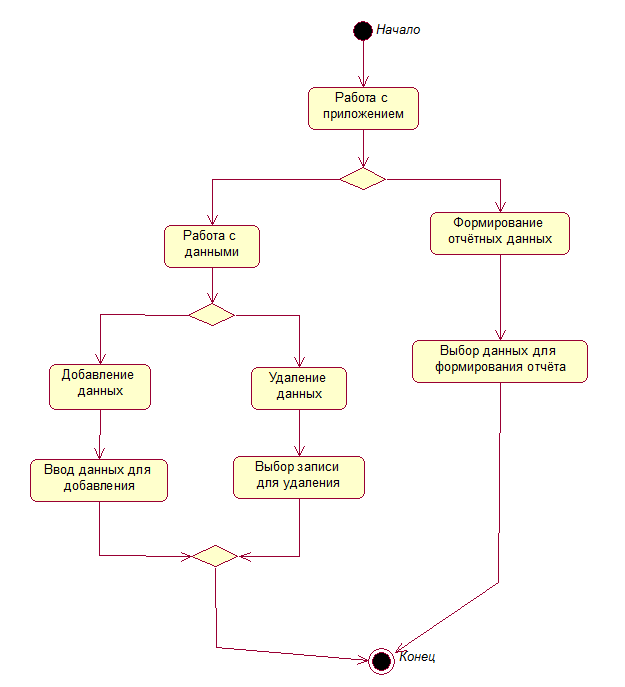 Начало
Работа с
приложением
Формирование
отчётных данных
Работа с
данными
Выбор данных для
формирования отчёта
Добавление
данных
Удаление
данных
Ввод данных для
добавления
Выбор записи
для удаления
Конец